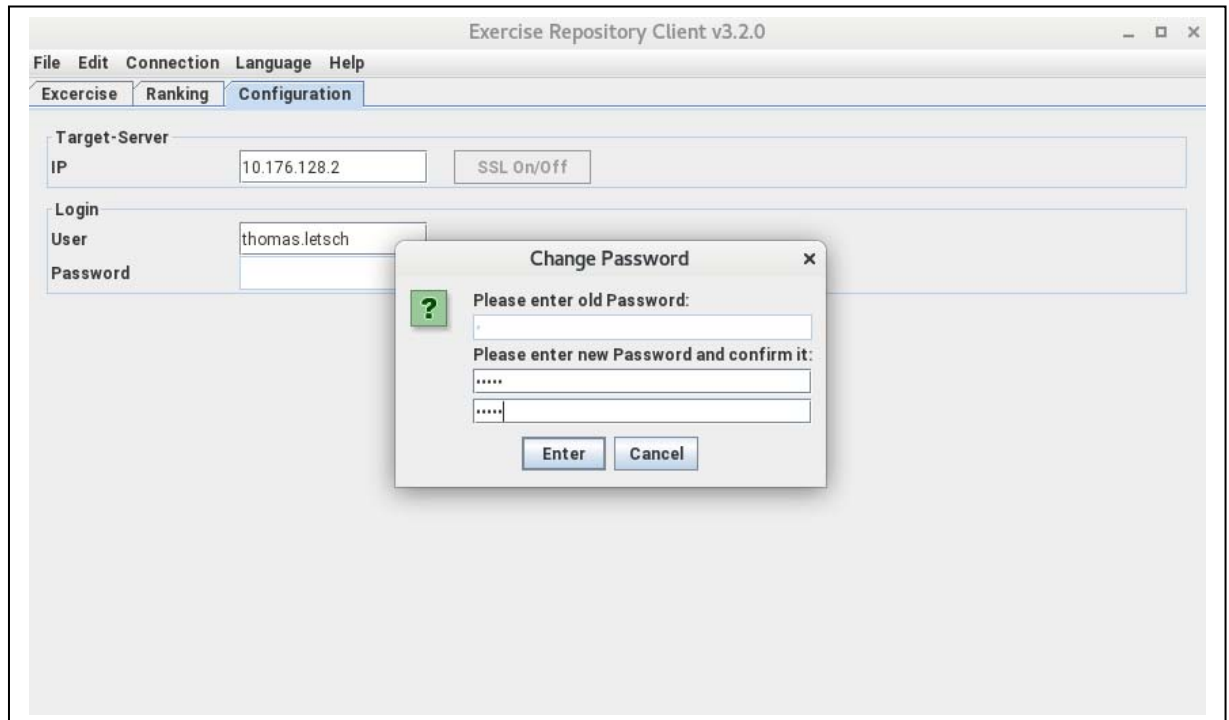 Exercise Repository Client v3.2.0
File Edit Connection Language Help
Excercise Ranking Configuration
Target-Server
IP 10.176.128.2 SSL On/Off
Login
User thomas.letsch
Password
Change Password
?
Please enter old Password:
Please enter new Password and confirm it:
•••••
•••••
Enter Cancel